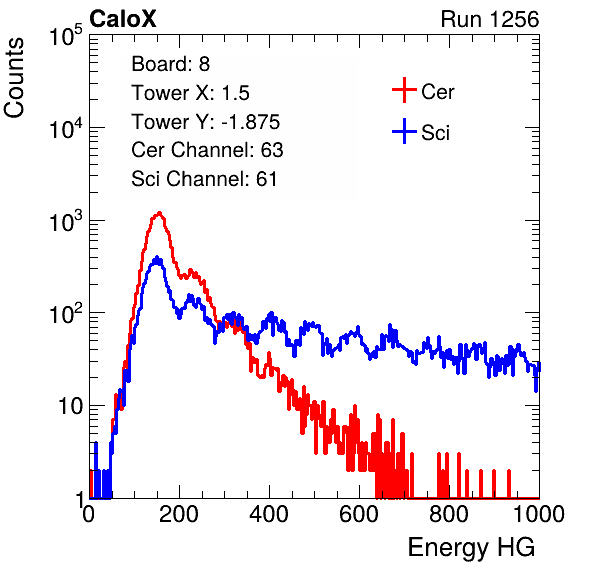 CaloX Run 1256
Counts
10^5
10^4
10^3
10^2
10
1
Board: 8
Tower X: 1.5
Tower Y: -1.875
Cer Channel: 63
Sci Channel: 61
Cer
Sci
0 200 400 600 800 1000
Energy HG